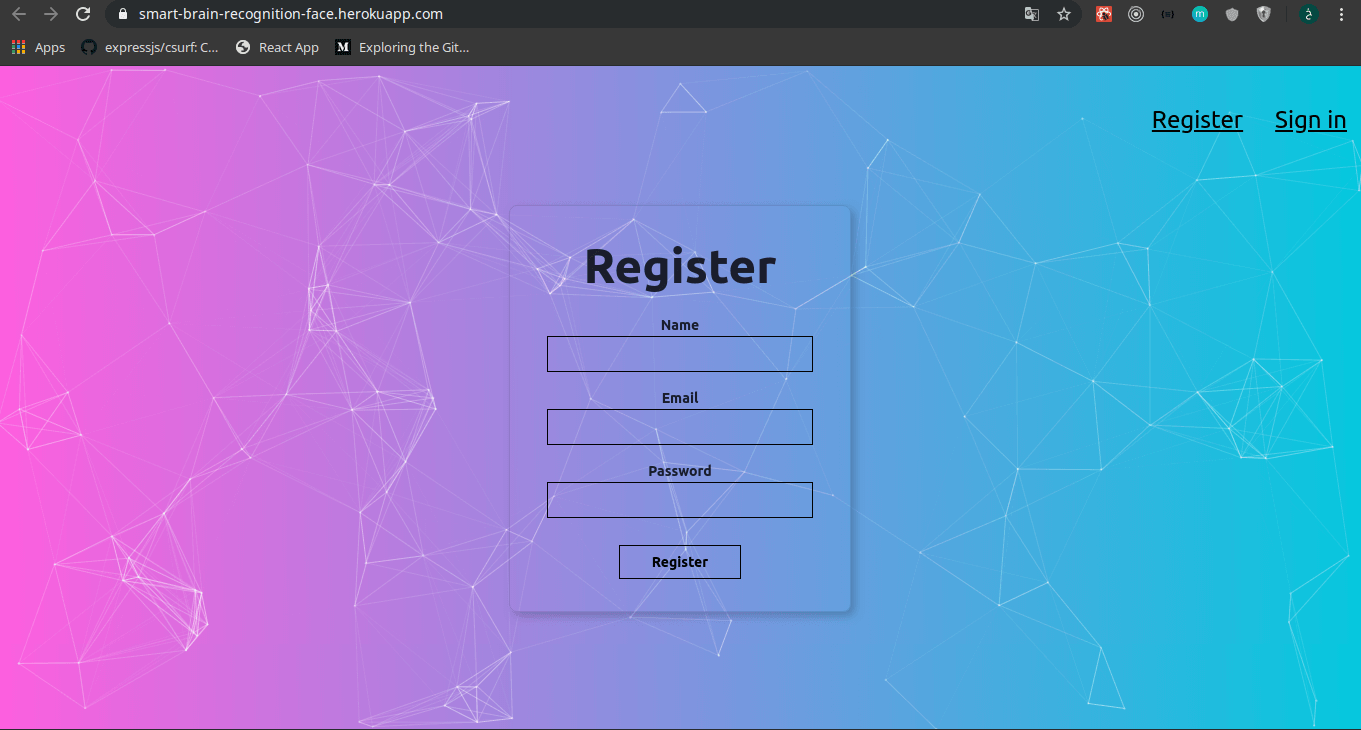 smart-brain-recognition-face.herokuapp.com
Apps expressjs/csurf: C... React App Exploring the Git...
Register Sign in
Register
Name
Email
Password
Register